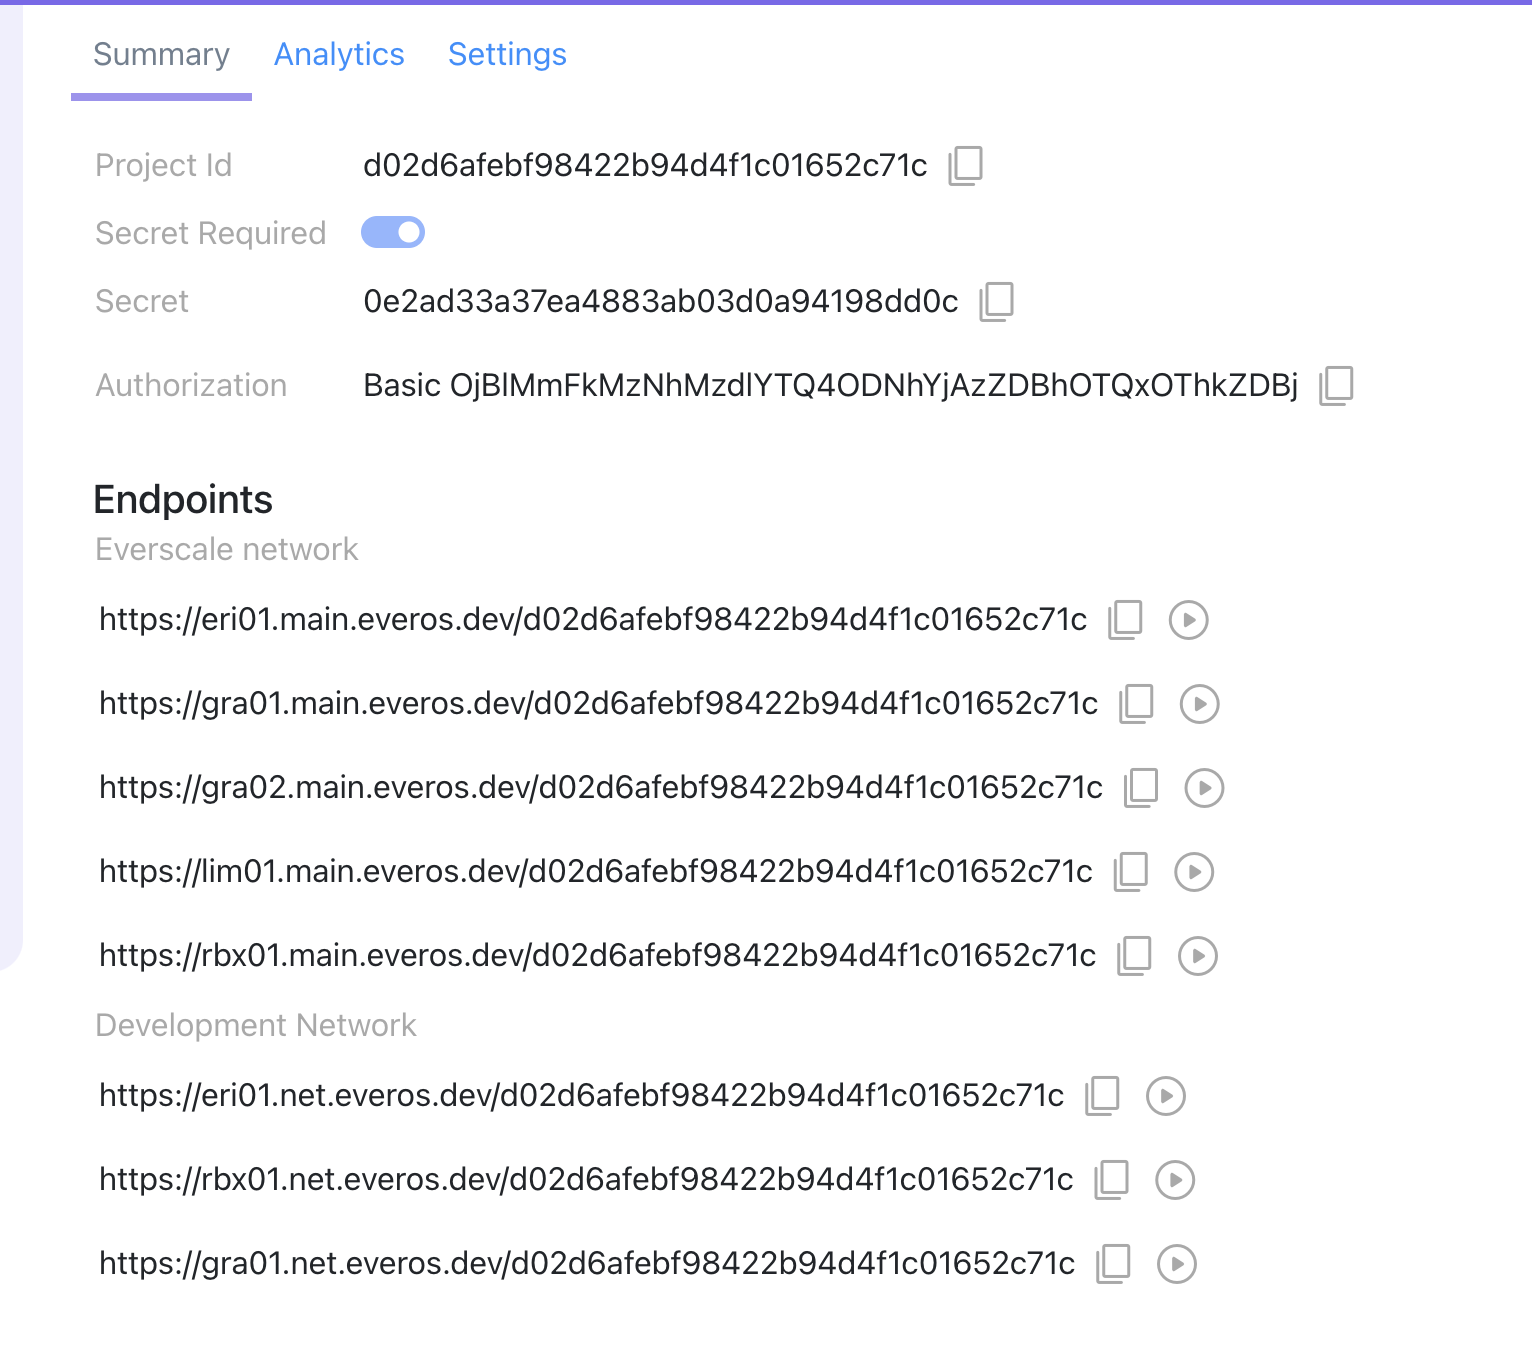 Summary Analytics Settings
Project Id d02d6afebf98422b94d4f1c01652c71c
Secret Required
Secret 0e2ad33a37ea4883ab03d0a94198dd0c
Authorization Basic OjBlMmFkMzNhMzdlYTQ4ODNhYjAzZDBhOTQxOThkZDBj
Endpoints
Everscale network
https://eri01.main.everos.dev/d02d6afebf98422b94d4f1c01652c71c
https://gra01.main.everos.dev/d02d6afebf98422b94d4f1c01652c71c
https://gra02.main.everos.dev/d02d6afebf98422b94d4f1c01652c71c
https://lim01.main.everos.dev/d02d6afebf98422b94d4f1c01652c71c
https://rbx01.main.everos.dev/d02d6afebf98422b94d4f1c01652c71c
Development Network
https://eri01.net.everos.dev/d02d6afebf98422b94d4f1c01652c71c
https://rbx01.net.everos.dev/d02d6afebf98422b94d4f1c01652c71c
https://gra01.net.everos.dev/d02d6afebf98422b94d4f1c01652c71c